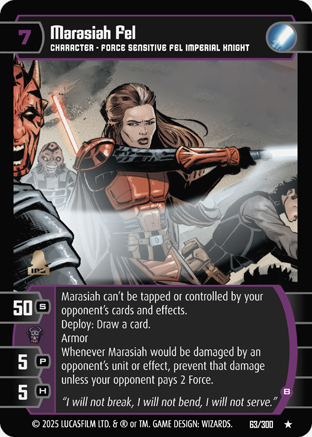 7
Marasiah Fel
CHARACTER - FORCE SENSITIVE FEL IMPERIAL KNIGHT
IPS
50 S
5 P
5 H
Marasiah can't be tapped or controlled by your
opponent's cards and effects.
Deploy: Draw a card.
Armor
Whenever Marasiah would be damaged by an
opponent's unit or effect, prevent that damage
unless your opponent pays 2 Force.
B
"I will not break, I will not bend, I will not serve."
© 2025 LUCASFILM LTD. & ® or TM. GAME DESIGN: WIZARDS.
63/300